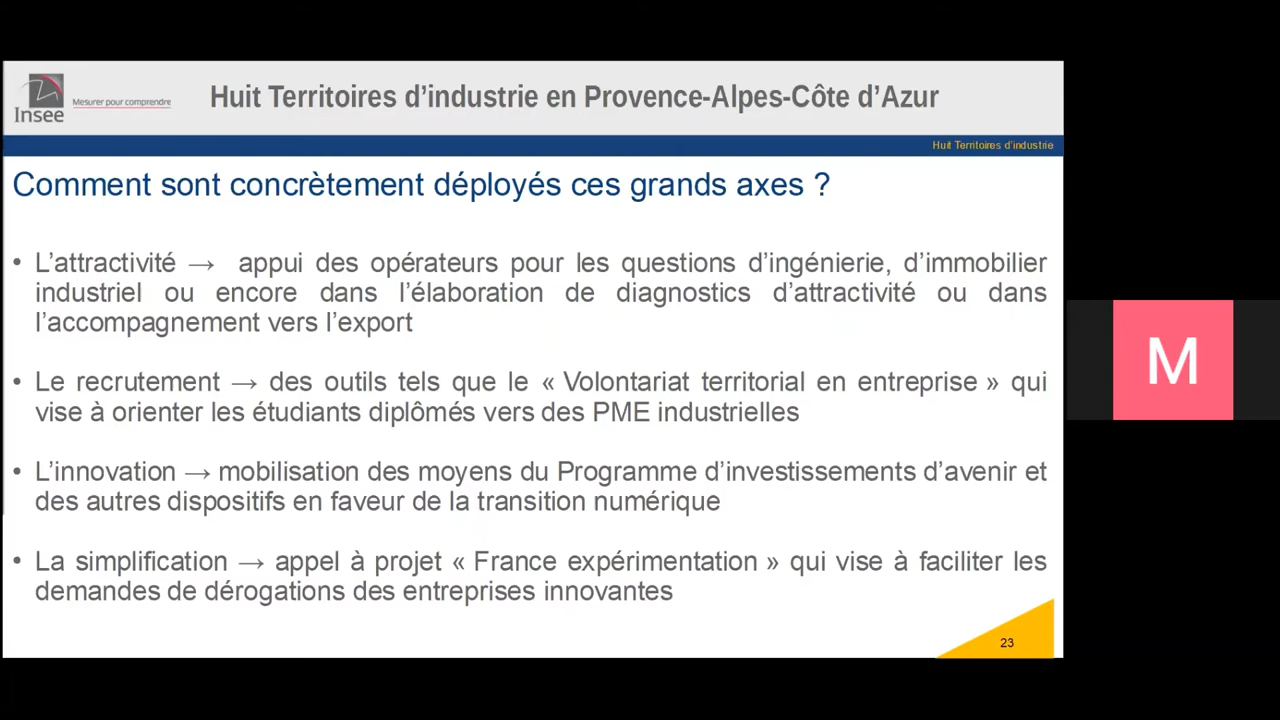 Insee
Mesurer pour comprendre
Huit Territoires d’industrie en Provence-Alpes-Côte d’Azur
Huit Territoires d’industrie
Comment sont concrètement déployés ces grands axes ?
• L’attractivité → appui des opérateurs pour les questions d’ingénierie, d’immobilier
industriel ou encore dans l’élaboration de diagnostics d’attractivité ou dans
l’accompagnement vers l’export
• Le recrutement → des outils tels que le « Volontariat territorial en entreprise » qui
vise à orienter les étudiants diplômés vers des PME industrielles
• L’innovation → mobilisation des moyens du Programme d’investissements d’avenir et
des autres dispositifs en faveur de la transition numérique
• La simplification → appel à projet « France expérimentation » qui vise à faciliter les
demandes de dérogations des entreprises innovantes
23
M